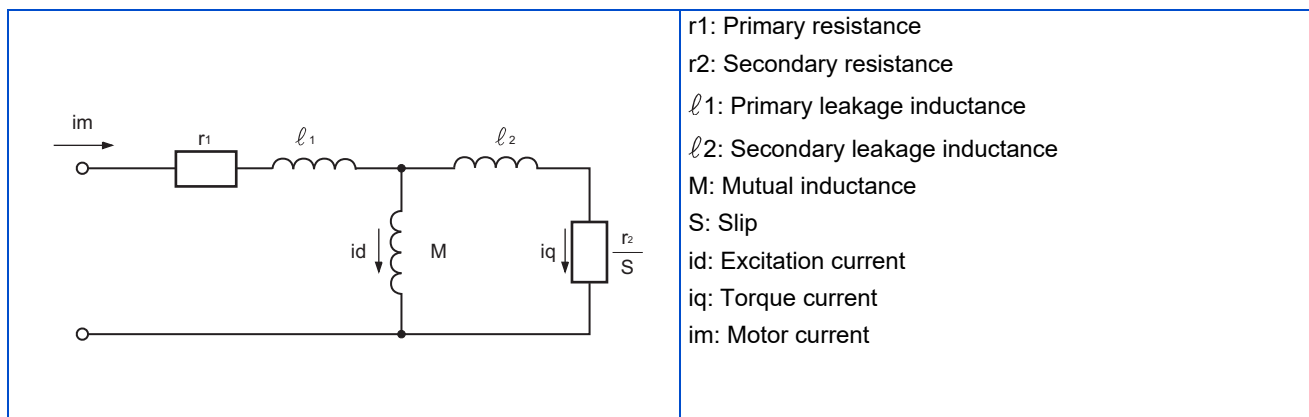 im
r1
ℓ1
ℓ2
id
M
iq
r2
S
r1: Primary resistance
r2: Secondary resistance
ℓ1: Primary leakage inductance
ℓ2: Secondary leakage inductance
M: Mutual inductance
S: Slip
id: Excitation current
iq: Torque current
im: Motor current